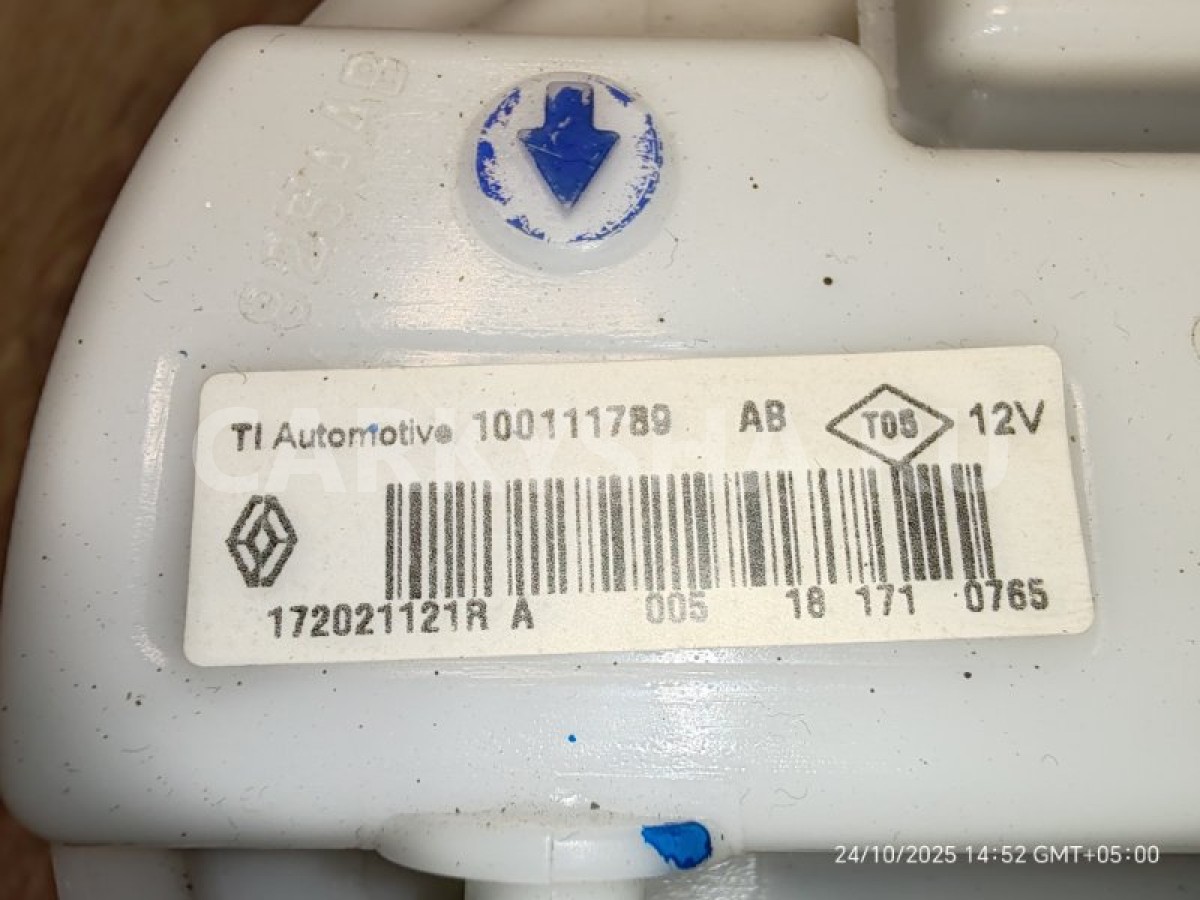 TI Automotive 100111789 AB T05 12V
172021121R A 005 18 171 0765
24/10/2025 14:52 GMT+05:00